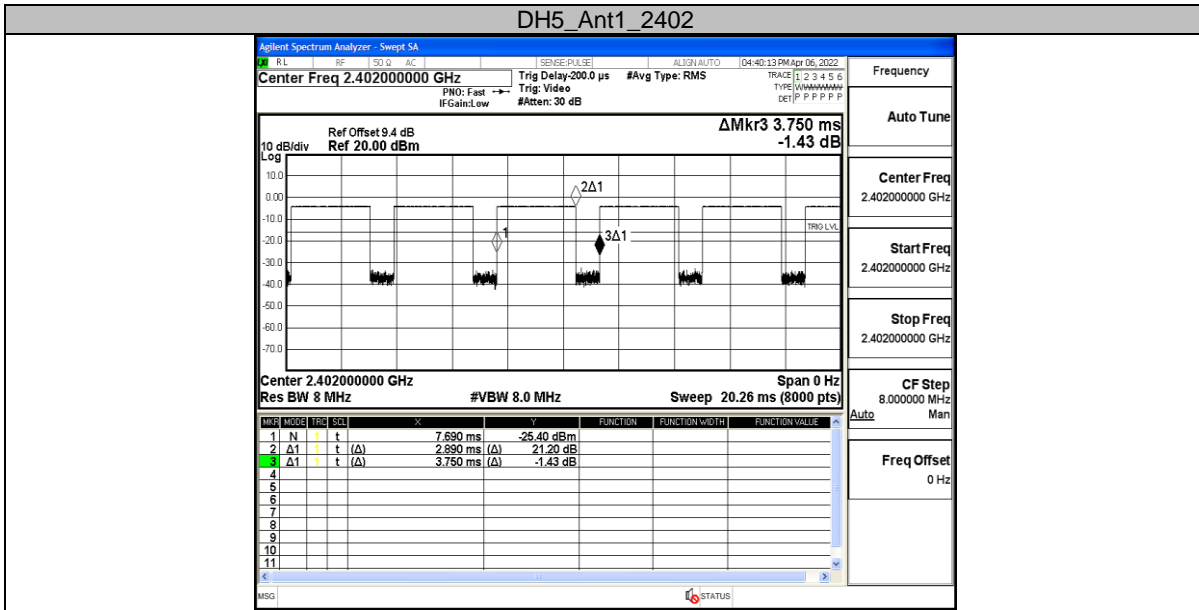 DH5_Ant1_2402
Agilent Spectrum Analyzer - Swept SA
RL RF 50 Ω AC SENSE:PULSE ALIGN AUTO 04:40:13 PM Apr 06, 2022
Center Freq 2.402000000 GHz
PNO: Fast
IFGain:Low
Trig Delay-200.0 µs
Trig: Video
#Atten: 30 dB
#Avg Type: RMS
TRACE 1 2 3 4 5 6
TYPE
DET P P P P P P
Frequency
Auto Tune
Center Freq
2.402000000 GHz
Start Freq
2.402000000 GHz
Stop Freq
2.402000000 GHz
CF Step
8.000000 MHz
Auto Man
Freq Offset
0 Hz
ΔMkr3 3.750 ms
-1.43 dB
Ref Offset 9.4 dB
10 dB/div Ref 20.00 dBm
Log
10.0
0.00
-10.0
-20.0
-30.0
-40.0
-50.0
-60.0
-70.0
2Δ1
1
3Δ1
TRIG LVL
Center 2.402000000 GHz Span 0 Hz
Res BW 8 MHz #VBW 8.0 MHz Sweep 20.26 ms (8000 pts)
MKR MODE TRC SCL X Y FUNCTION FUNCTION WIDTH FUNCTION VALUE
1 N 1 t 7.690 ms -25.40 dBm
2 Δ1 1 t (Δ) 2.890 ms (Δ) 21.20 dB
3 Δ1 1 t (Δ) 3.750 ms (Δ) -1.43 dB
4
5
6
7
8
9
10
11
MSG STATUS